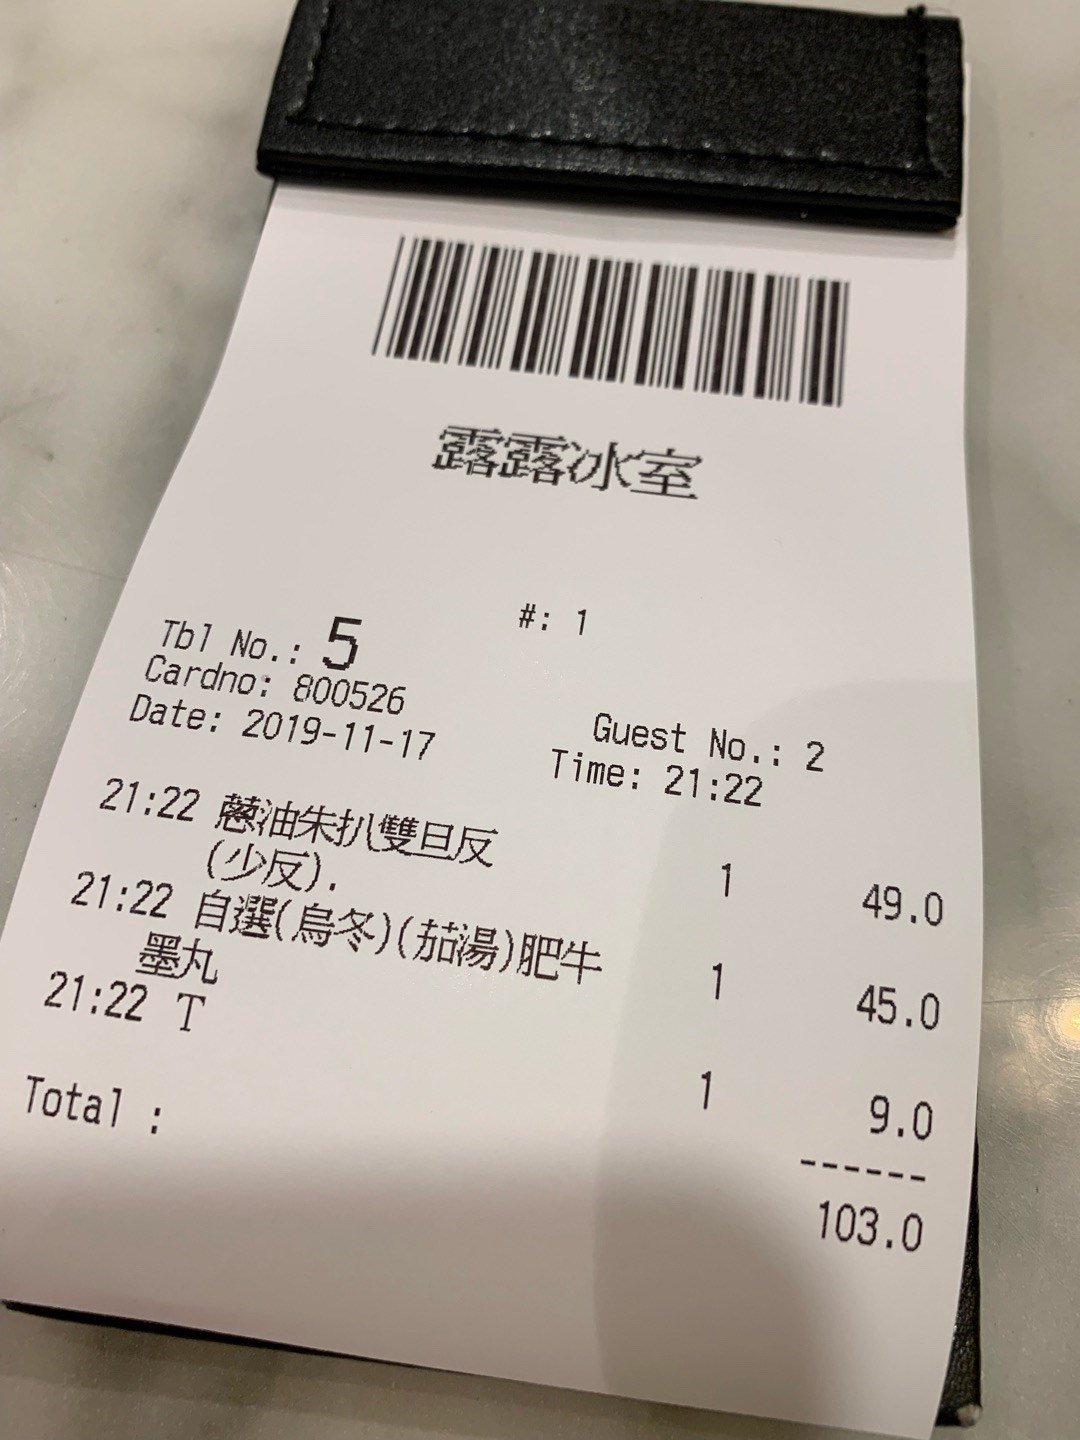 露露冰室
#: 1
Tbl No.: 5
Cardno: 800526
Guest No.: 2
Date: 2019-11-17
Time: 21:22
21:22 蔥油朱扒雙旦反 1 49.0
(少反).
21:22 自選(烏冬)(茄湯)肥牛 1 45.0
墨丸
21:22 T 1 9.0
------
Total : 103.0